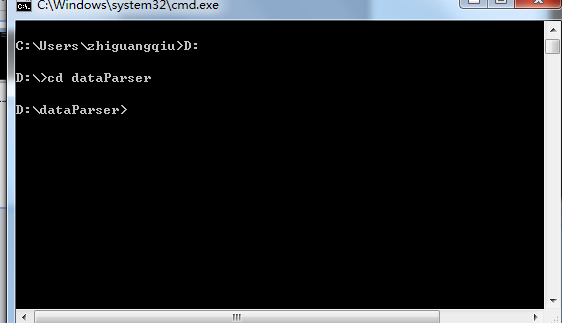 C:\Windows\system32\cmd.exe
C:\Users\zhiguangqiu>D:
D:\>cd dataParser
D:\dataParser>